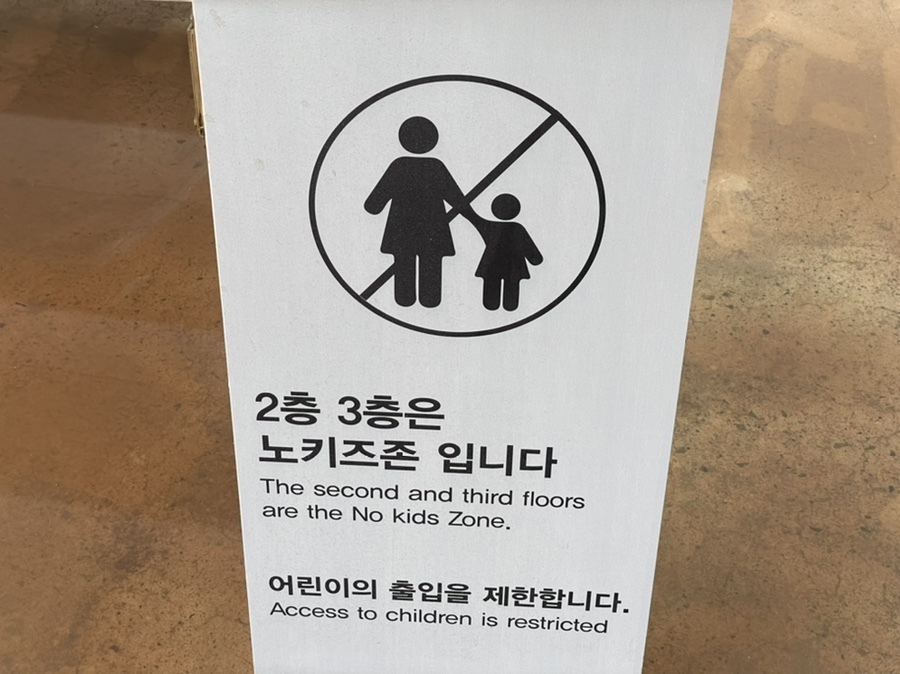 2층 3층은
노키즈존 입니다
The second and third floors
are the No kids Zone.
어린이의 출입을 제한합니다.
Access to children is restricted